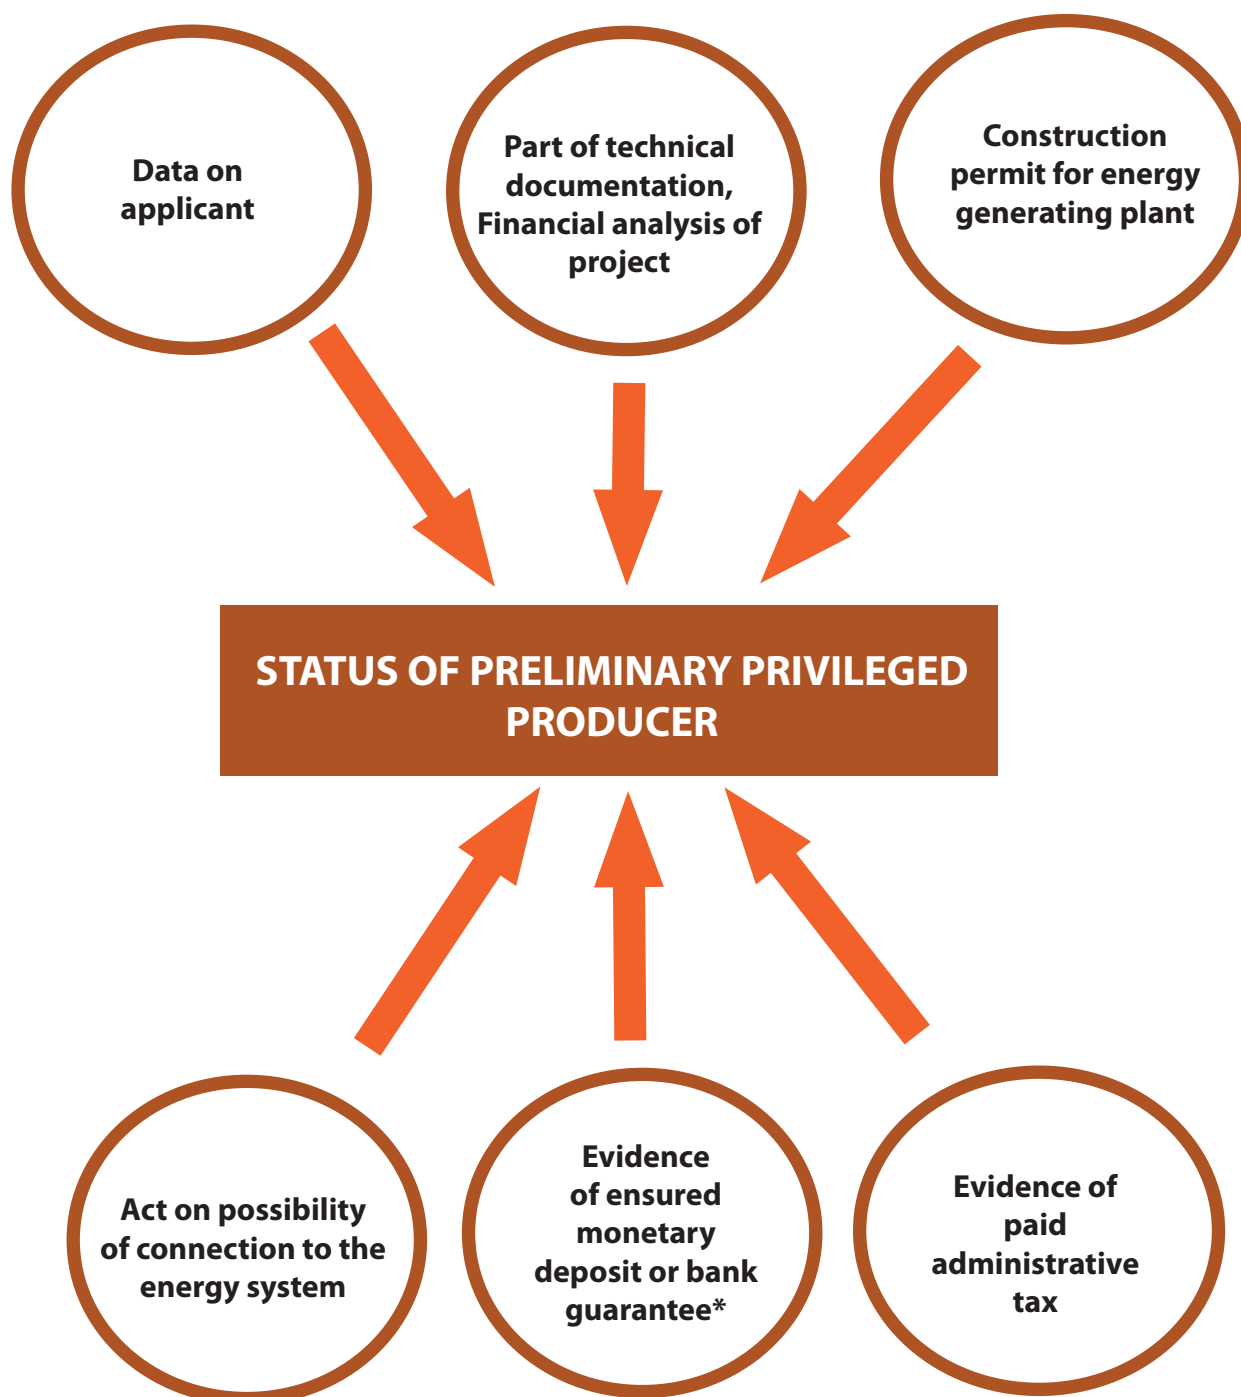 Data on
applicant
Part of technical
documentation,
Financial analysis of
project
Construction
permit for energy
generating plant
STATUS OF PRELIMINARY PRIVILEGED
PRODUCER
Act on possibility
of connection to the
energy system
Evidence
of ensured
monetary
deposit or bank
guarantee*
Evidence of
paid
administrative
tax